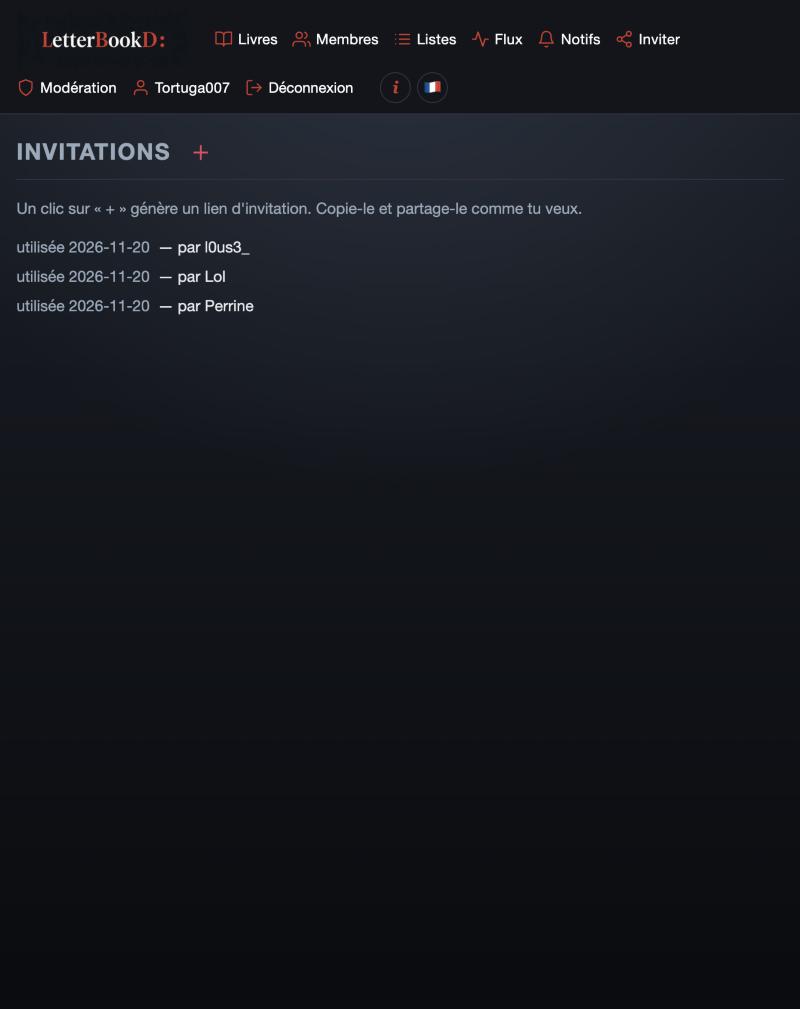 LetterBookD: Livres Membres Listes Flux Notifs Inviter
Modération Tortuga007 Déconnexion i
INVITATIONS +
Un clic sur « + » génère un lien d'invitation. Copie-le et partage-le comme tu veux.
utilisée 2026-11-20 — par l0us3_
utilisée 2026-11-20 — par Lol
utilisée 2026-11-20 — par Perrine